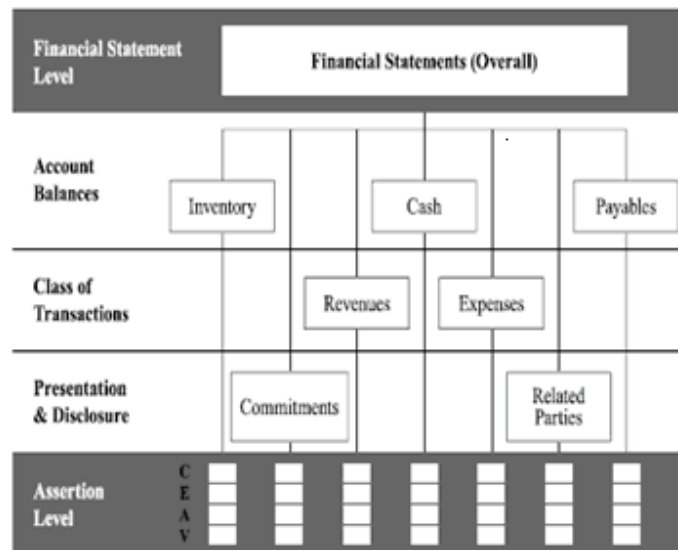 Financial Statement
Level
Financial Statements (Overall)
Account
Balances
Inventory
Cash
Payables
Class of
Transactions
Revenues
Expenses
Presentation
& Disclosure
Commitments
Related
Parties
Assertion
Level
C
E
A
V